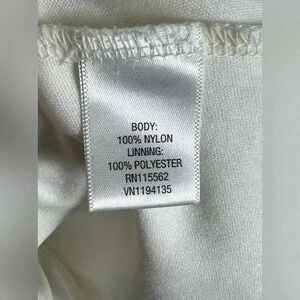 BODY:
100% NYLON
LINNING:
100% POLYESTER
RN115562
VN1194135